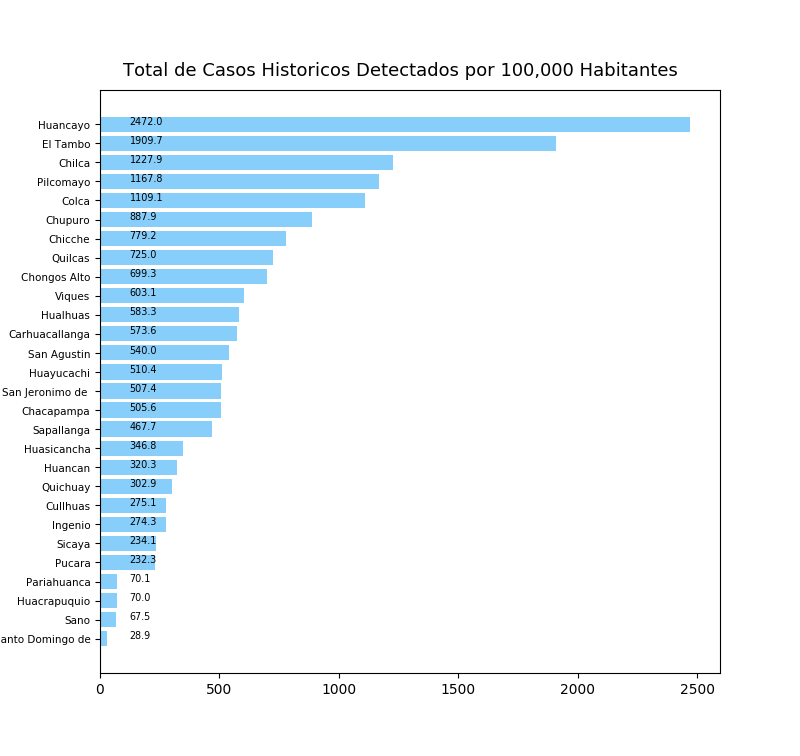 Total de Casos Historicos Detectados por 100,000 Habitantes
Huancayo 2472.0
El Tambo 1909.7
Chilca 1227.9
Pilcomayo 1167.8
Colca 1109.1
Chupuro 887.9
Chicche 779.2
Quilcas 725.0
Chongos Alto 699.3
Viques 603.1
Hualhuas 583.3
Carhuacallanga 573.6
San Agustin 540.0
Huayucachi 510.4
San Jeronimo de 507.4
Chacapampa 505.6
Sapallanga 467.7
Huasicancha 346.8
Huancan 320.3
Quichuay 302.9
Cullhuas 275.1
Ingenio 274.3
Sicaya 234.1
Pucara 232.3
Pariahuanca 70.1
Huacrapuquio 70.0
Sano 67.5
anto Domingo de 28.9
0 500 1000 1500 2000 2500